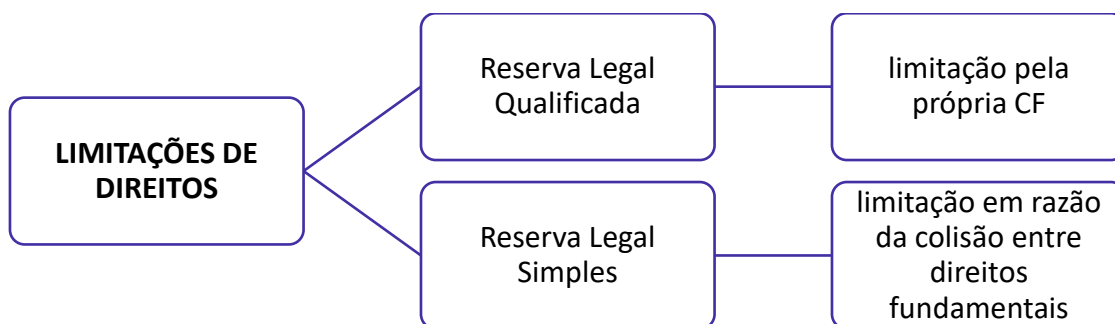 LIMITAÇÕES DE
DIREITOS
Reserva Legal
Qualificada
limitação pela
própria CF
Reserva Legal
Simples
limitação em razão
da colisão entre
direitos
fundamentais